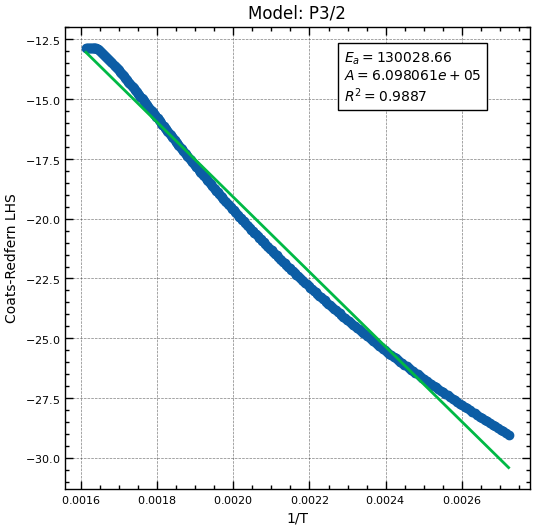 Model: P3/2
Eₐ = 130028.66
A = 6.098061e + 05
R² = 0.9887
Coats-Redfern LHS
−12.5
−15.0
−17.5
−20.0
−22.5
−25.0
−27.5
−30.0
0.0016 0.0018 0.0020 0.0022 0.0024 0.0026
1/T